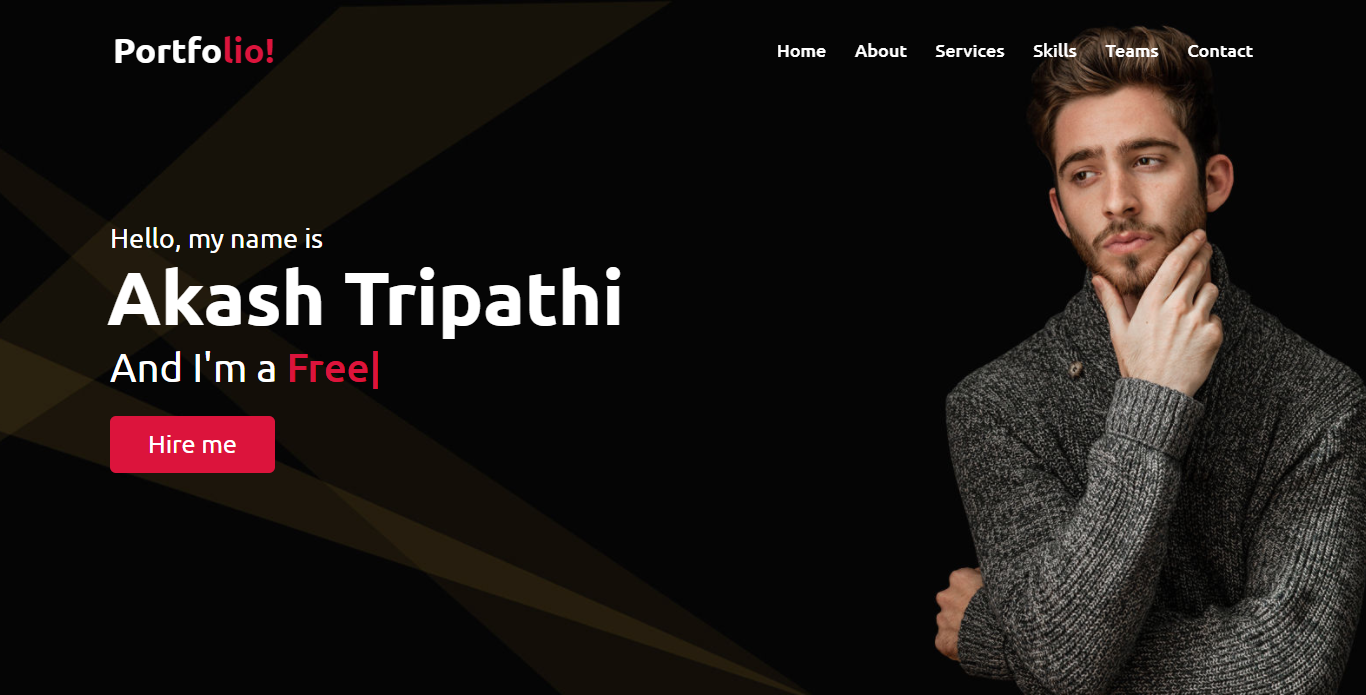 Portfolio!
Home About Services Skills Teams Contact
Hello, my name is
Akash Tripathi
And I'm a Free|
Hire me